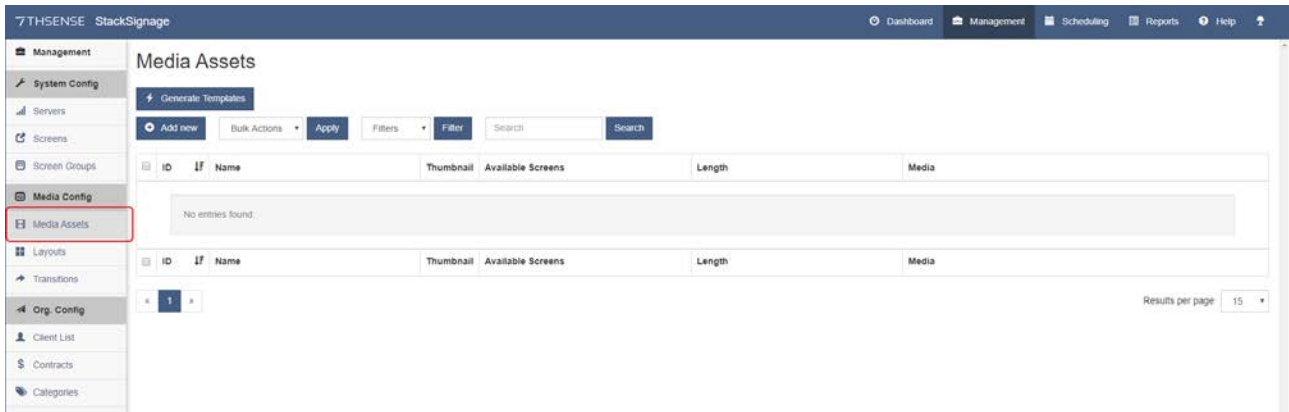 7THSENSE StackSignage
Dashboard
Management
Scheduling
Reports
Help
Management
System Config
Servers
Screens
Screen Groups
Media Config
Media Assets
Layouts
Transitions
Org. Config
Client List
Contracts
Categories
Media Assets
Generate Templates
Add new
Bulk Actions
Apply
Filters
Filter
Search
Search
ID Name Thumbnail Available Screens Length Media
No entries found.
ID Name Thumbnail Available Screens Length Media
« 1 »
Results per page 15